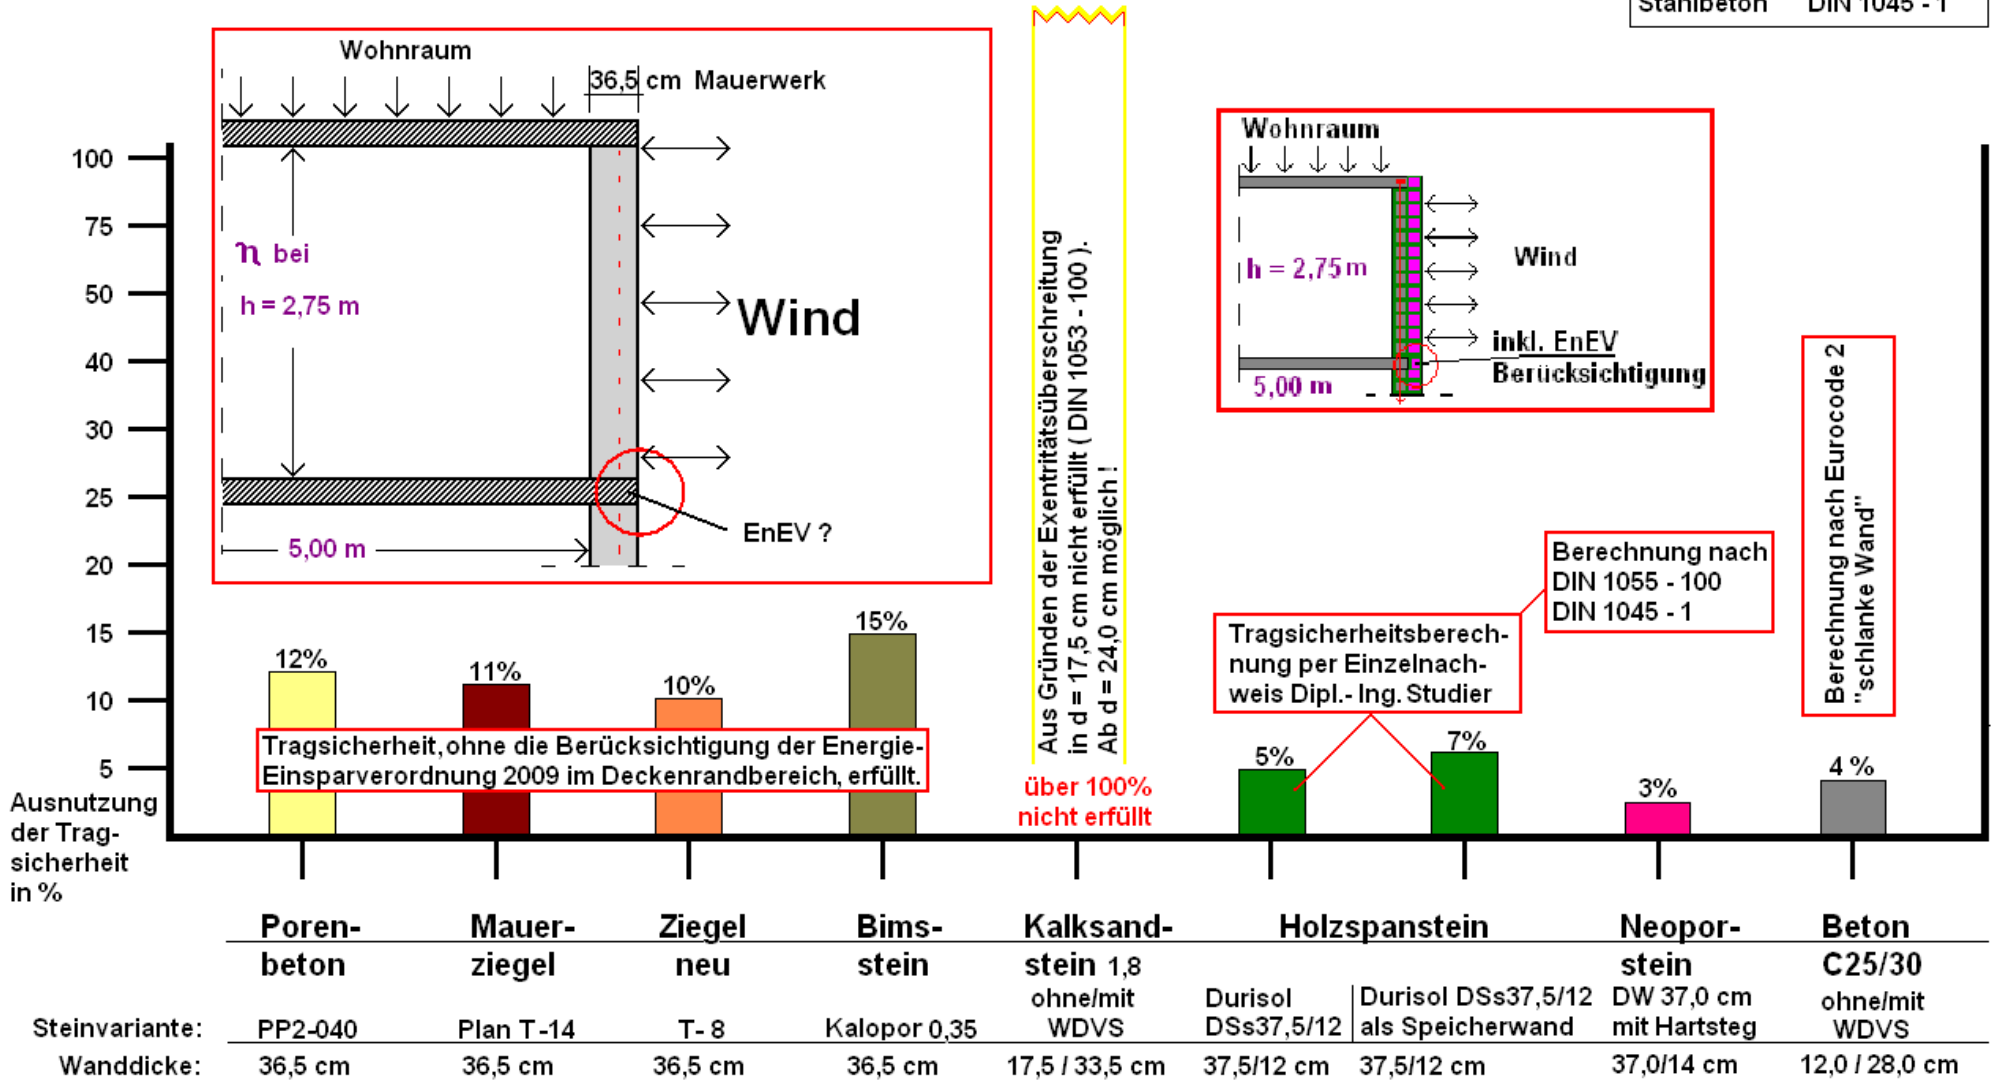 Stahlbeton DIN 1045 - 1
Wohnraum
36,5 cm Mauerwerk
η bei
h = 2,75 m
Wind
5,00 m
EnEV ?
100
75
50
40
30
25
20
15
10
5
Ausnutzung
der Trag-
sicherheit
in %
12%
11%
10%
15%
Tragsicherheit, ohne die Berücksichtigung der Energie-
Einsparverordnung 2009 im Deckenrandbereich, erfüllt.
Aus Gründen der Exentritätsüberschreitung
in d = 17,5 cm nicht erfüllt ( DIN 1053 - 100 ).
Ab d = 24,0 cm möglich !
über 100%
nicht erfüllt
Wohnraum
h = 2,75 m
Wind
inkl. EnEV
Berücksichtigung
5,00 m
Berechnung nach
DIN 1055 - 100
DIN 1045 - 1
Tragsicherheitsberech-
nung per Einzelnach-
weis Dipl.- Ing. Studier
5%
7%
3%
4 %
Berechnung nach Eurocode 2
"schlanke Wand"
Poren- Mauer- Ziegel Bims- Kalksand- Holzspanstein Neopor- Beton
beton ziegel neu stein stein 1,8 stein C25/30
ohne/mit Durisol Durisol DSs37,5/12 DW 37,0 cm ohne/mit
Steinvariante: PP2-040 Plan T-14 T- 8 Kalopor 0,35 WDVS DSs37,5/12 als Speicherwand mit Hartsteg WDVS
Wanddicke: 36,5 cm 36,5 cm 36,5 cm 36,5 cm 17,5 / 33,5 cm 37,5/12 cm 37,5/12 cm 37,0/14 cm 12,0 / 28,0 cm